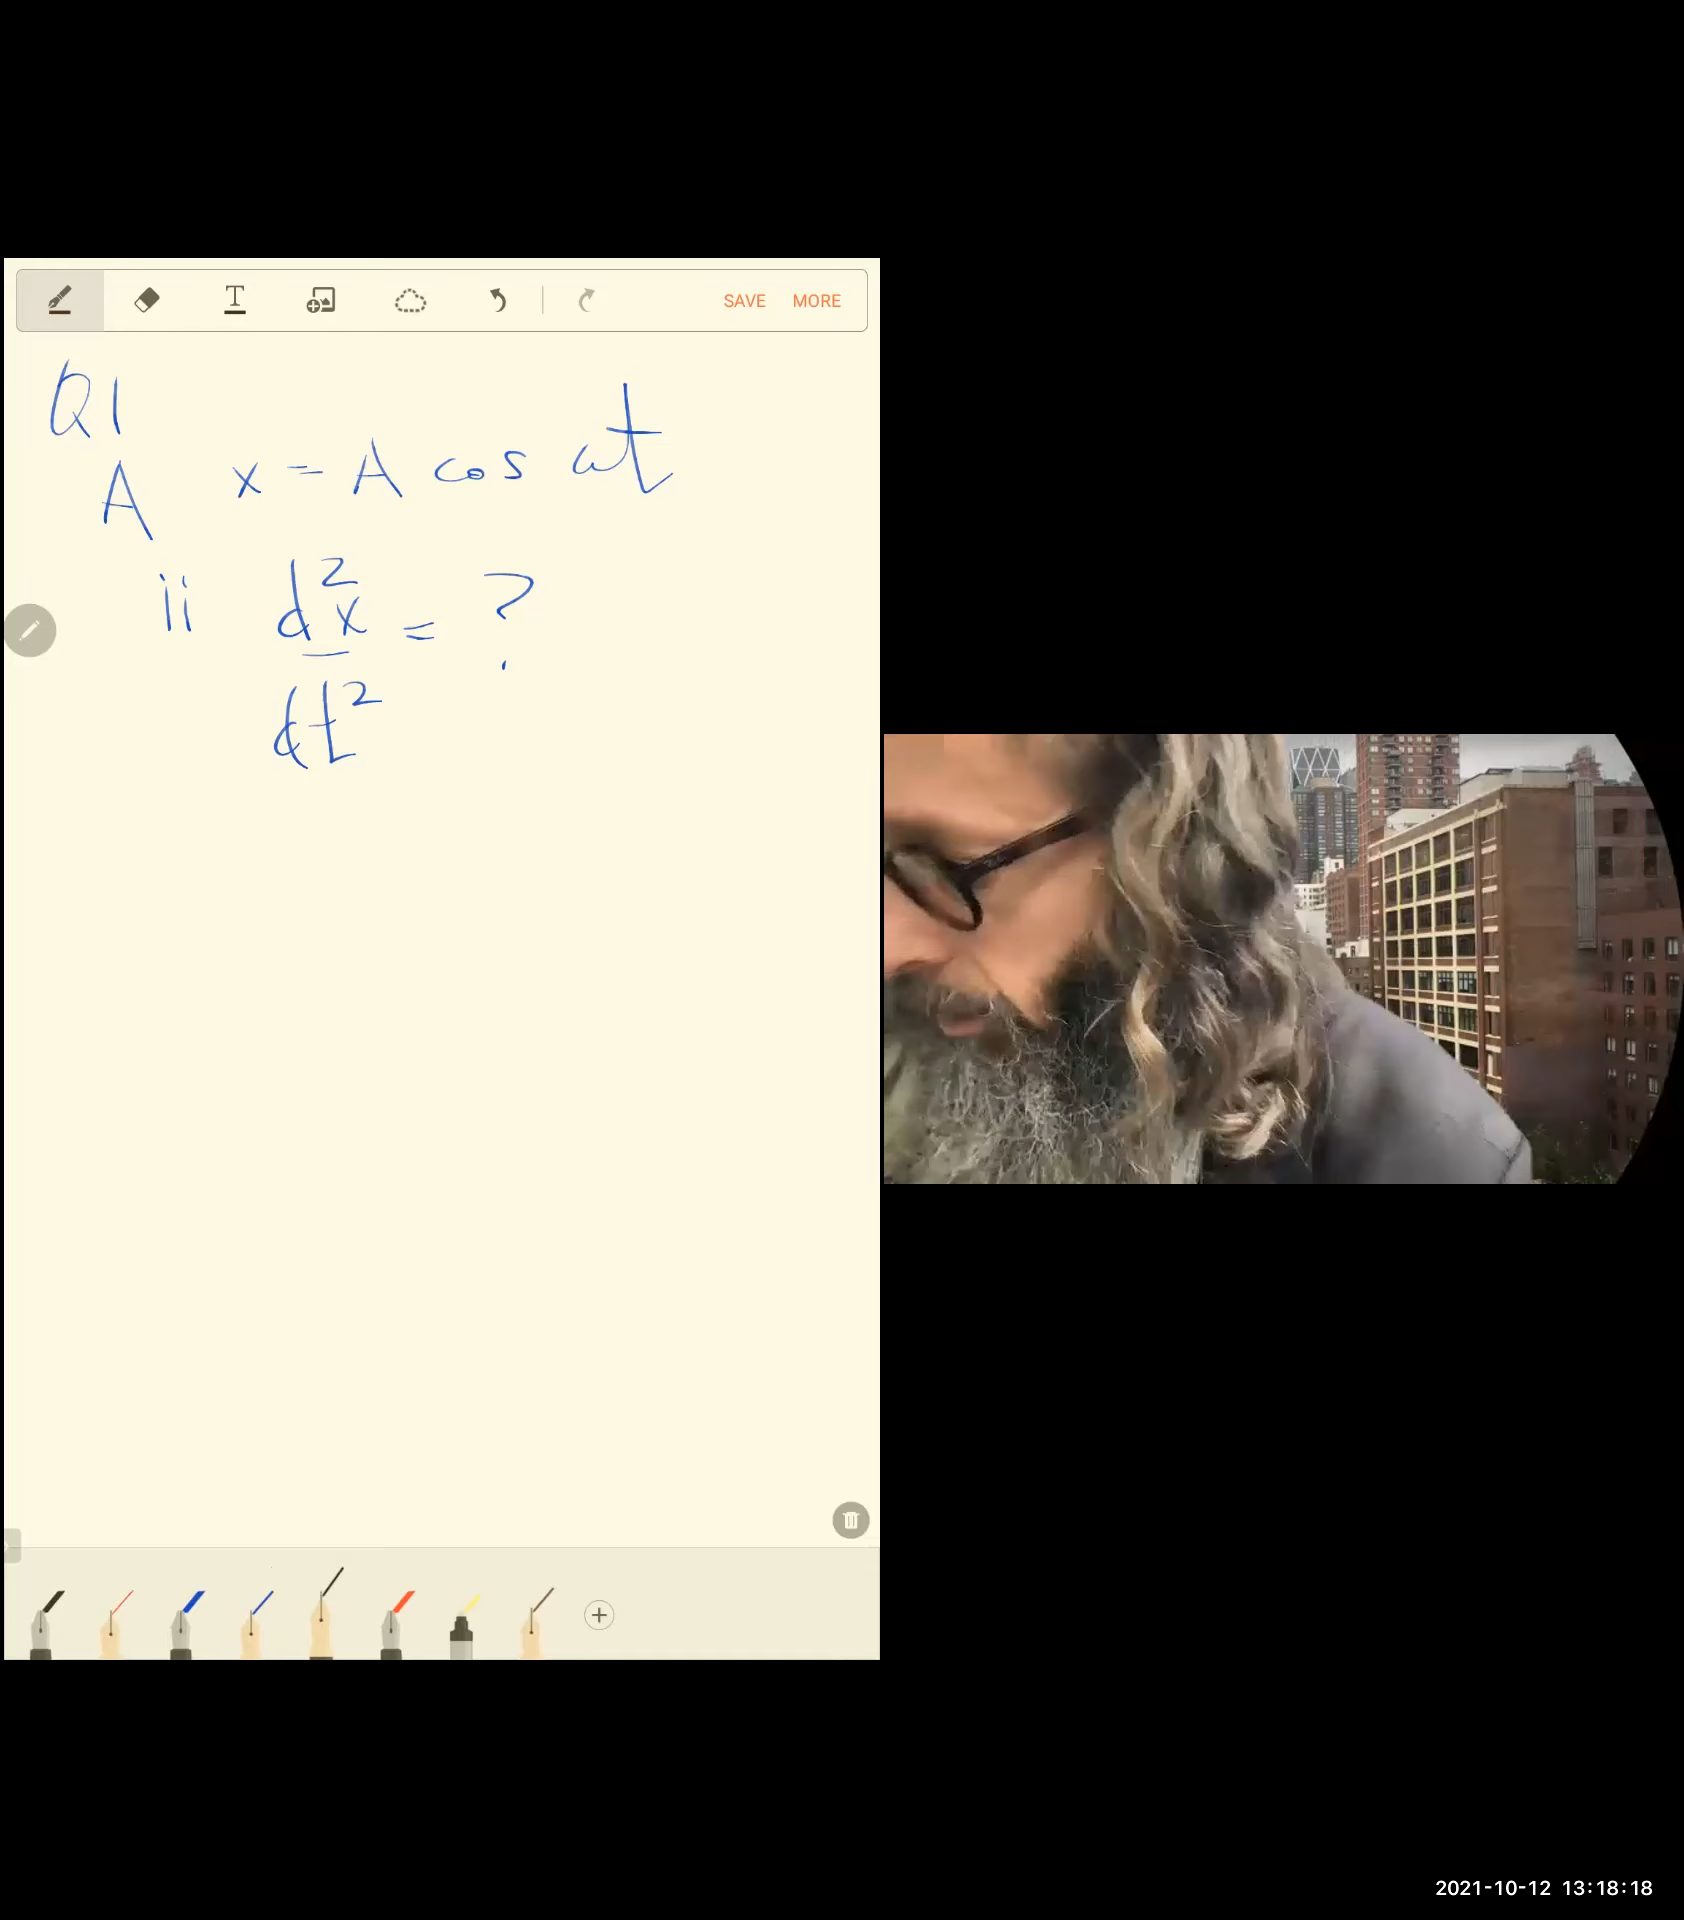 SAVE MORE
Q1
A x = A cos ωt
ii d²x = ?
dt²
2021-10-12 13:18:18